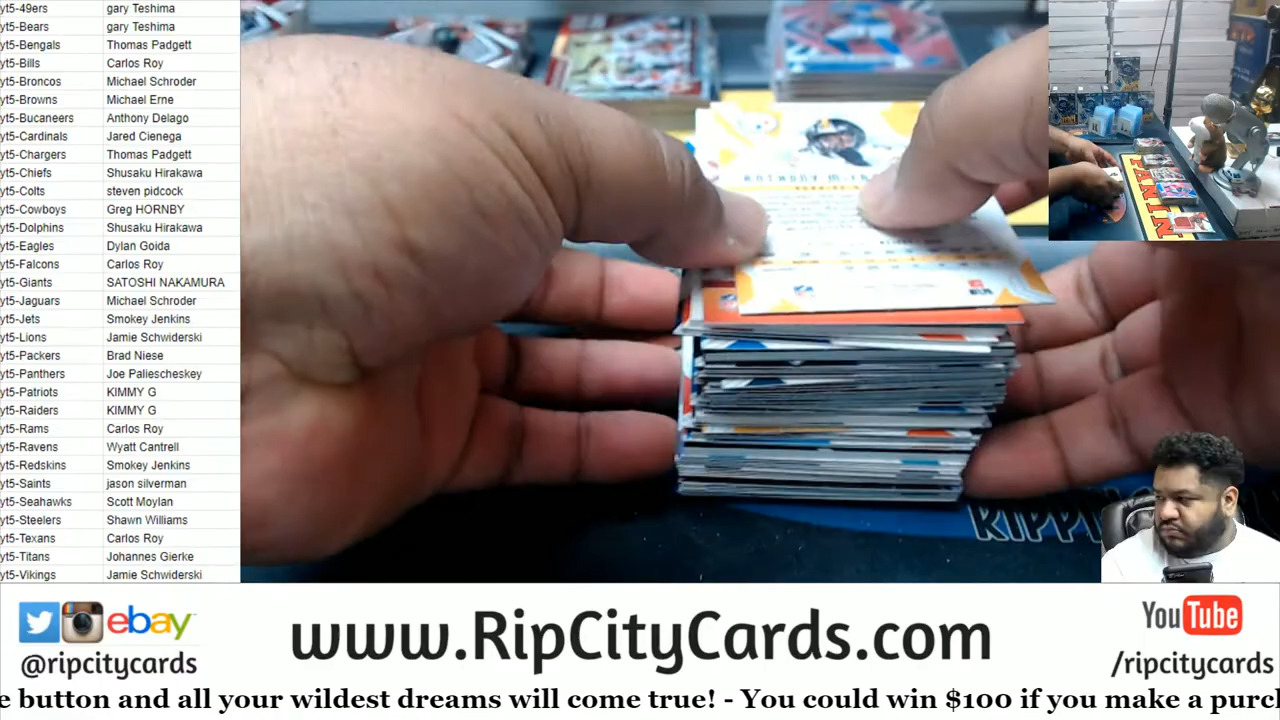 yt5-49ers gary Teshima
yt5-Bears gary Teshima
yt5-Bengals Thomas Padgett
yt5-Bills Carlos Roy
yt5-Broncos Michael Schroder
yt5-Browns Michael Erne
yt5-Bucaneers Anthony Delago
yt5-Cardinals Jared Cienega
yt5-Chargers Thomas Padgett
yt5-Chiefs Shusaku Hirakawa
yt5-Colts steven pidcock
yt5-Cowboys Greg HORNBY
yt5-Dolphins Shusaku Hirakawa
yt5-Eagles Dylan Goida
yt5-Falcons Carlos Roy
yt5-Giants SATOSHI NAKAMURA
yt5-Jaguars Michael Schroder
yt5-Jets Smokey Jenkins
yt5-Lions Jamie Schwiderski
yt5-Packers Brad Niese
yt5-Panthers Joe Paliescheskey
yt5-Patriots KIMMY G
yt5-Raiders KIMMY G
yt5-Rams Carlos Roy
yt5-Ravens Wyatt Cantrell
yt5-Redskins Smokey Jenkins
yt5-Saints jason silverman
yt5-Seahawks Scott Moylan
yt5-Steelers Shawn Williams
yt5-Texans Carlos Roy
yt5-Titans Johannes Gierke
yt5-Vikings Jamie Schwiderski
PANINI
ebay
@ripcitycards
www.RipCityCards.com
YouTube
/ripcitycards
e button and all your wildest dreams will come true! - You could win $100 if you make a purc